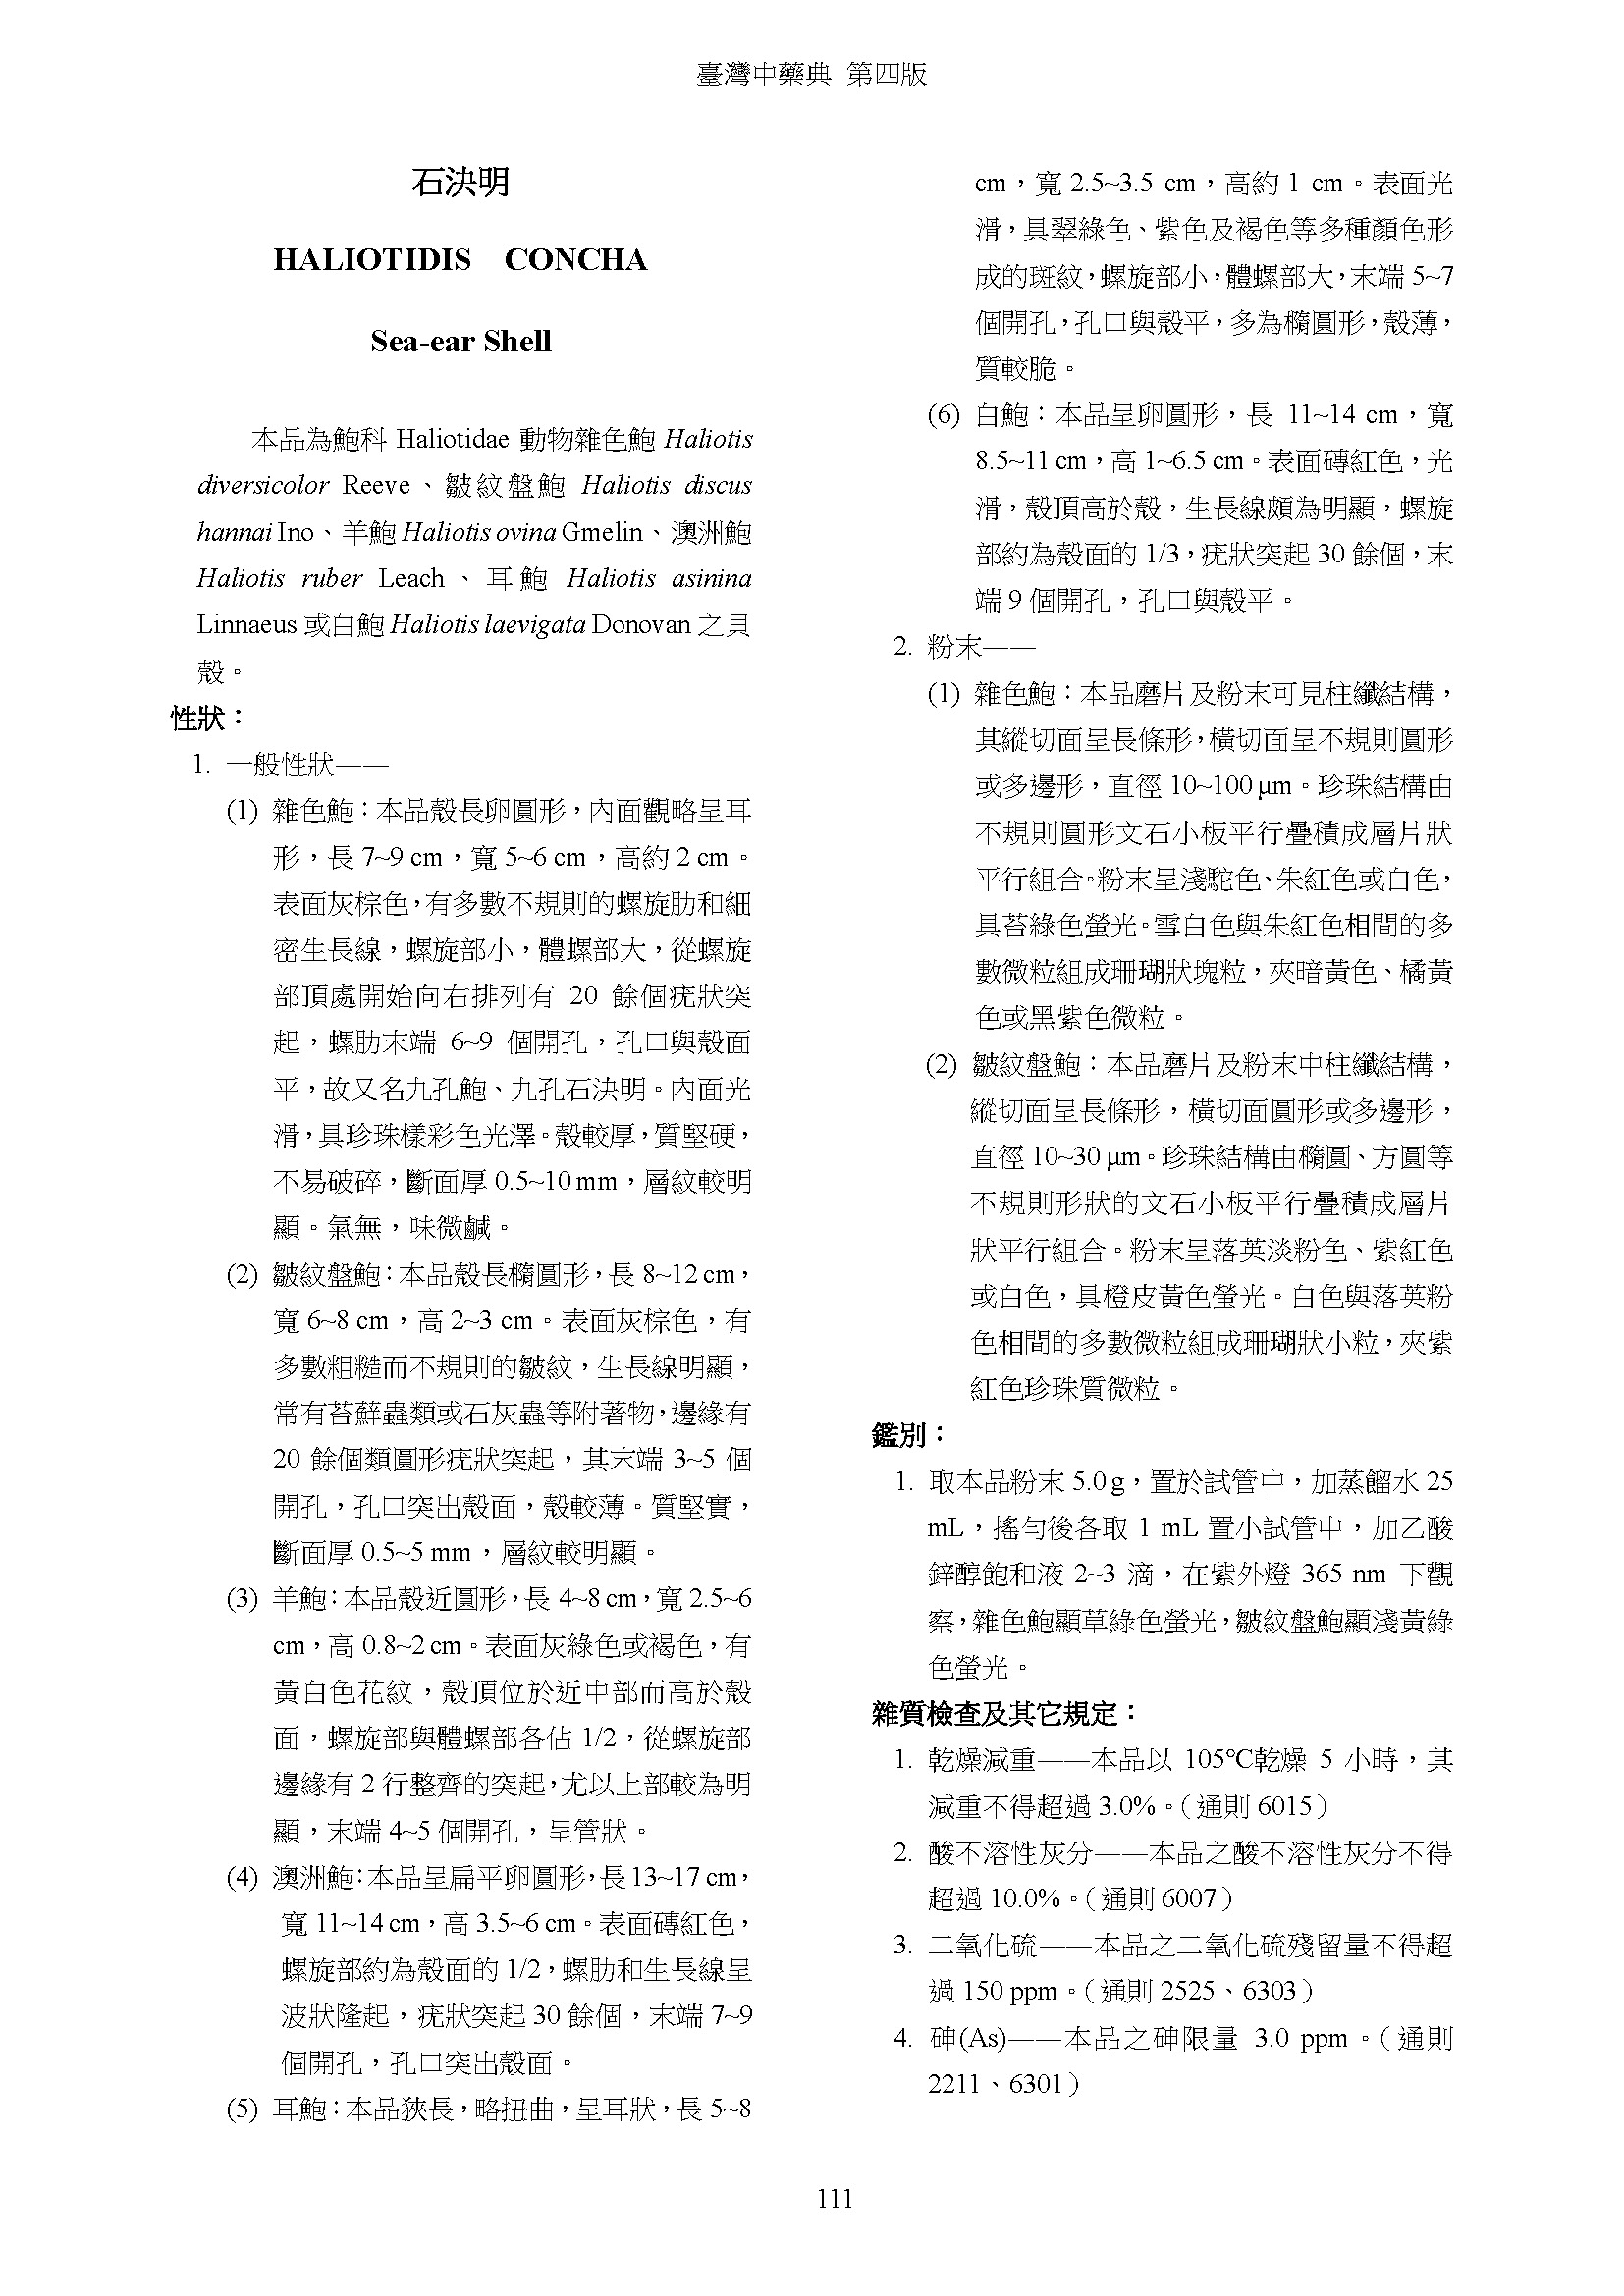 臺灣中藥典 第四版
石決明
HALIOTIDIS CONCHA
Sea-ear Shell
本品為鮑科 Haliotidae 動物雜色鮑 Haliotis
diversicolor Reeve、皺紋盤鮑 Haliotis discus
hannai Ino、羊鮑 Haliotis ovina Gmelin、澳洲鮑
Haliotis ruber Leach、耳鮑 Haliotis asinina
Linnaeus 或白鮑 Haliotis laevigata Donovan 之貝
殼。
性狀：
1. 一般性狀——
(1) 雜色鮑：本品殼長卵圓形，內面觀略呈耳
形，長 7~9 cm，寬 5~6 cm，高約 2 cm。
表面灰棕色，有多數不規則的螺旋肋和細
密生長線，螺旋部小，體螺部大，從螺旋
部頂處開始向右排列有 20 餘個疣狀突
起，螺肋末端 6~9 個開孔，孔口與殼面
平，故又名九孔鮑、九孔石決明。內面光
滑，具珍珠樣彩色光澤。殼較厚，質堅硬，
不易破碎，斷面厚 0.5~10 mm，層紋較明
顯。氣無，味微鹹。
(2) 皺紋盤鮑：本品殼長橢圓形，長 8~12 cm，
寬 6~8 cm，高 2~3 cm。表面灰棕色，有
多數粗糙而不規則的皺紋，生長線明顯，
常有苔蘚蟲類或石灰蟲等附著物，邊緣有
20 餘個類圓形疣狀突起，其末端 3~5 個
開孔，孔口突出殼面，殼較薄。質堅實，
斷面厚 0.5~5 mm，層紋較明顯。
(3) 羊鮑：本品殼近圓形，長 4~8 cm，寬 2.5~6
cm，高 0.8~2 cm。表面灰綠色或褐色，有
黃白色花紋，殼頂位於近中部而高於殼
面，螺旋部與體螺部各佔 1/2，從螺旋部
邊緣有 2 行整齊的突起，尤以上部較為明
顯，末端 4~5 個開孔，呈管狀。
(4) 澳洲鮑：本品呈扁平卵圓形，長 13~17 cm，
寬 11~14 cm，高 3.5~6 cm。表面磚紅色，
螺旋部約為殼面的 1/2，螺肋和生長線呈
波狀隆起，疣狀突起 30 餘個，末端 7~9
個開孔，孔口突出殼面。
(5) 耳鮑：本品狹長，略扭曲，呈耳狀，長 5~8
cm，寬 2.5~3.5 cm，高約 1 cm。表面光
滑，具翠綠色、紫色及褐色等多種顏色形
成的斑紋，螺旋部小，體螺部大，末端 5~7
個開孔，孔口與殼平，多為橢圓形，殼薄，
質較脆。
(6) 白鮑：本品呈卵圓形，長 11~14 cm，寬
8.5~11 cm，高 1~6.5 cm。表面磚紅色，光
滑，殼頂高於殼，生長線頗為明顯，螺旋
部約為殼面的 1/3，疣狀突起 30 餘個，末
端 9 個開孔，孔口與殼平。
2. 粉末——
(1) 雜色鮑：本品磨片及粉末可見柱纖結構，
其縱切面呈長條形，橫切面呈不規則圓形
或多邊形，直徑 10~100 μm。珍珠結構由
不規則圓形文石小板平行疊積成層片狀
平行組合。粉末呈淺駝色、朱紅色或白色，
具苔綠色螢光。雪白色與朱紅色相間的多
數微粒組成珊瑚狀塊粒，夾暗黃色、橘黃
色或黑紫色微粒。
(2) 皺紋盤鮑：本品磨片及粉末中柱纖結構，
縱切面呈長條形，橫切面圓形或多邊形，
直徑 10~30 μm。珍珠結構由橢圓、方圓等
不規則形狀的文石小板平行疊積成層片
狀平行組合。粉末呈落英淡粉色、紫紅色
或白色，具橙皮黃色螢光。白色與落英粉
色相間的多數微粒組成珊瑚狀小粒，夾紫
紅色珍珠質微粒。
鑑別：
1. 取本品粉末 5.0 g，置於試管中，加蒸餾水 25
mL，搖勻後各取 1 mL 置小試管中，加乙酸
鋅醇飽和液 2~3 滴，在紫外燈 365 nm 下觀
察，雜色鮑顯草綠色螢光，皺紋盤鮑顯淺黃綠
色螢光。
雜質檢查及其它規定：
1. 乾燥減重——本品以 105℃乾燥 5 小時，其
減重不得超過 3.0%。（通則 6015）
2. 酸不溶性灰分——本品之酸不溶性灰分不得
超過 10.0%。（通則 6007）
3. 二氧化硫——本品之二氧化硫殘留量不得超
過 150 ppm。（通則 2525、6303）
4. 砷(As)——本品之砷限量 3.0 ppm。（通則
2211、6301）
111